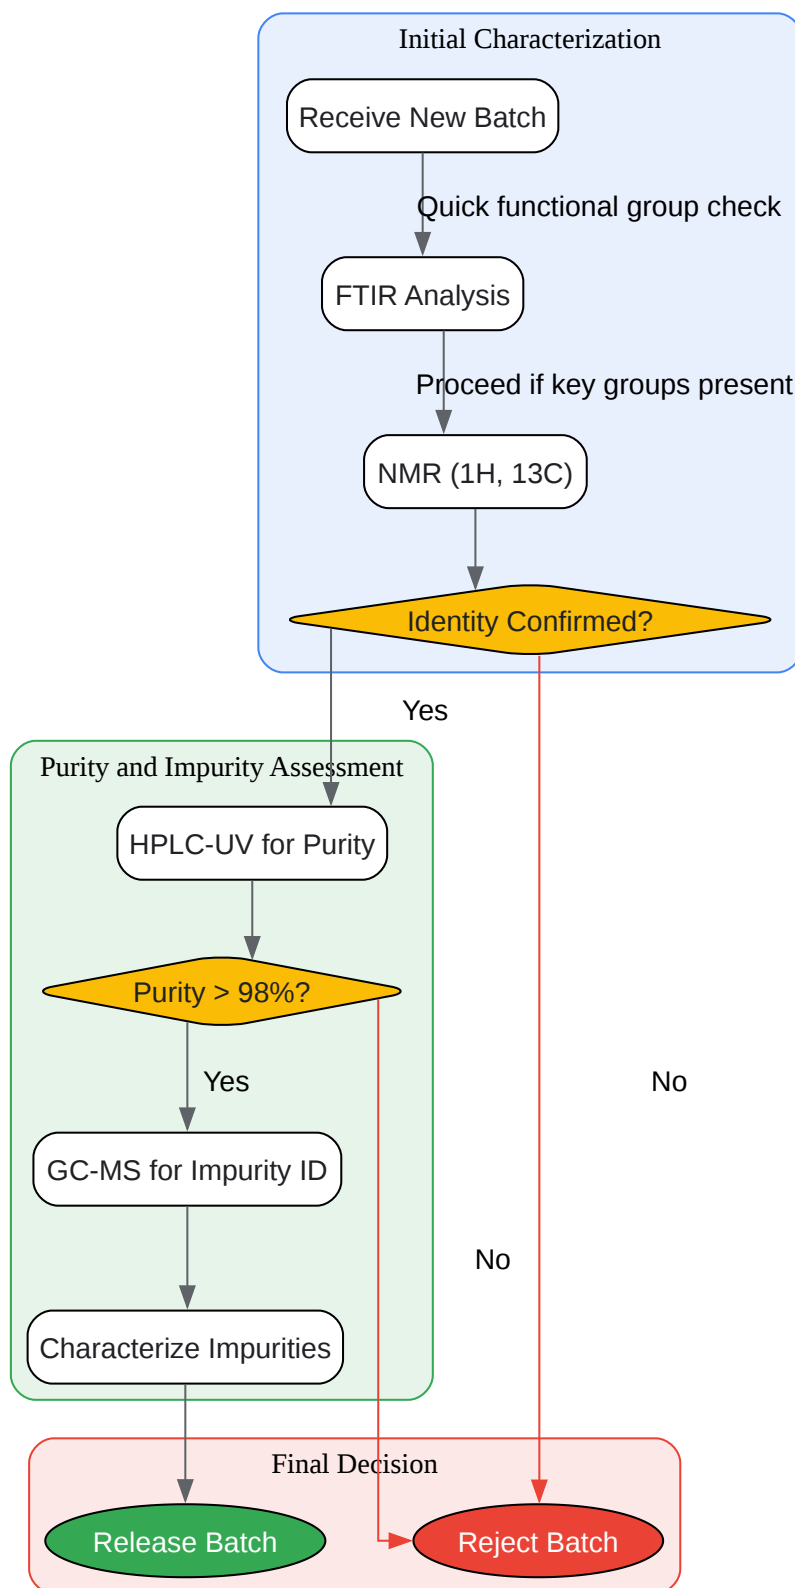 Initial Characterization
Receive New Batch
Quick functional group check
FTIR Analysis
Proceed if key groups present
NMR (1H, 13C)
Identity Confirmed?
Yes
Purity and Impurity Assessment
HPLC-UV for Purity
Purity > 98%?
Yes
No
GC-MS for Impurity ID
No
Characterize Impurities
Final Decision
Release Batch
Reject Batch